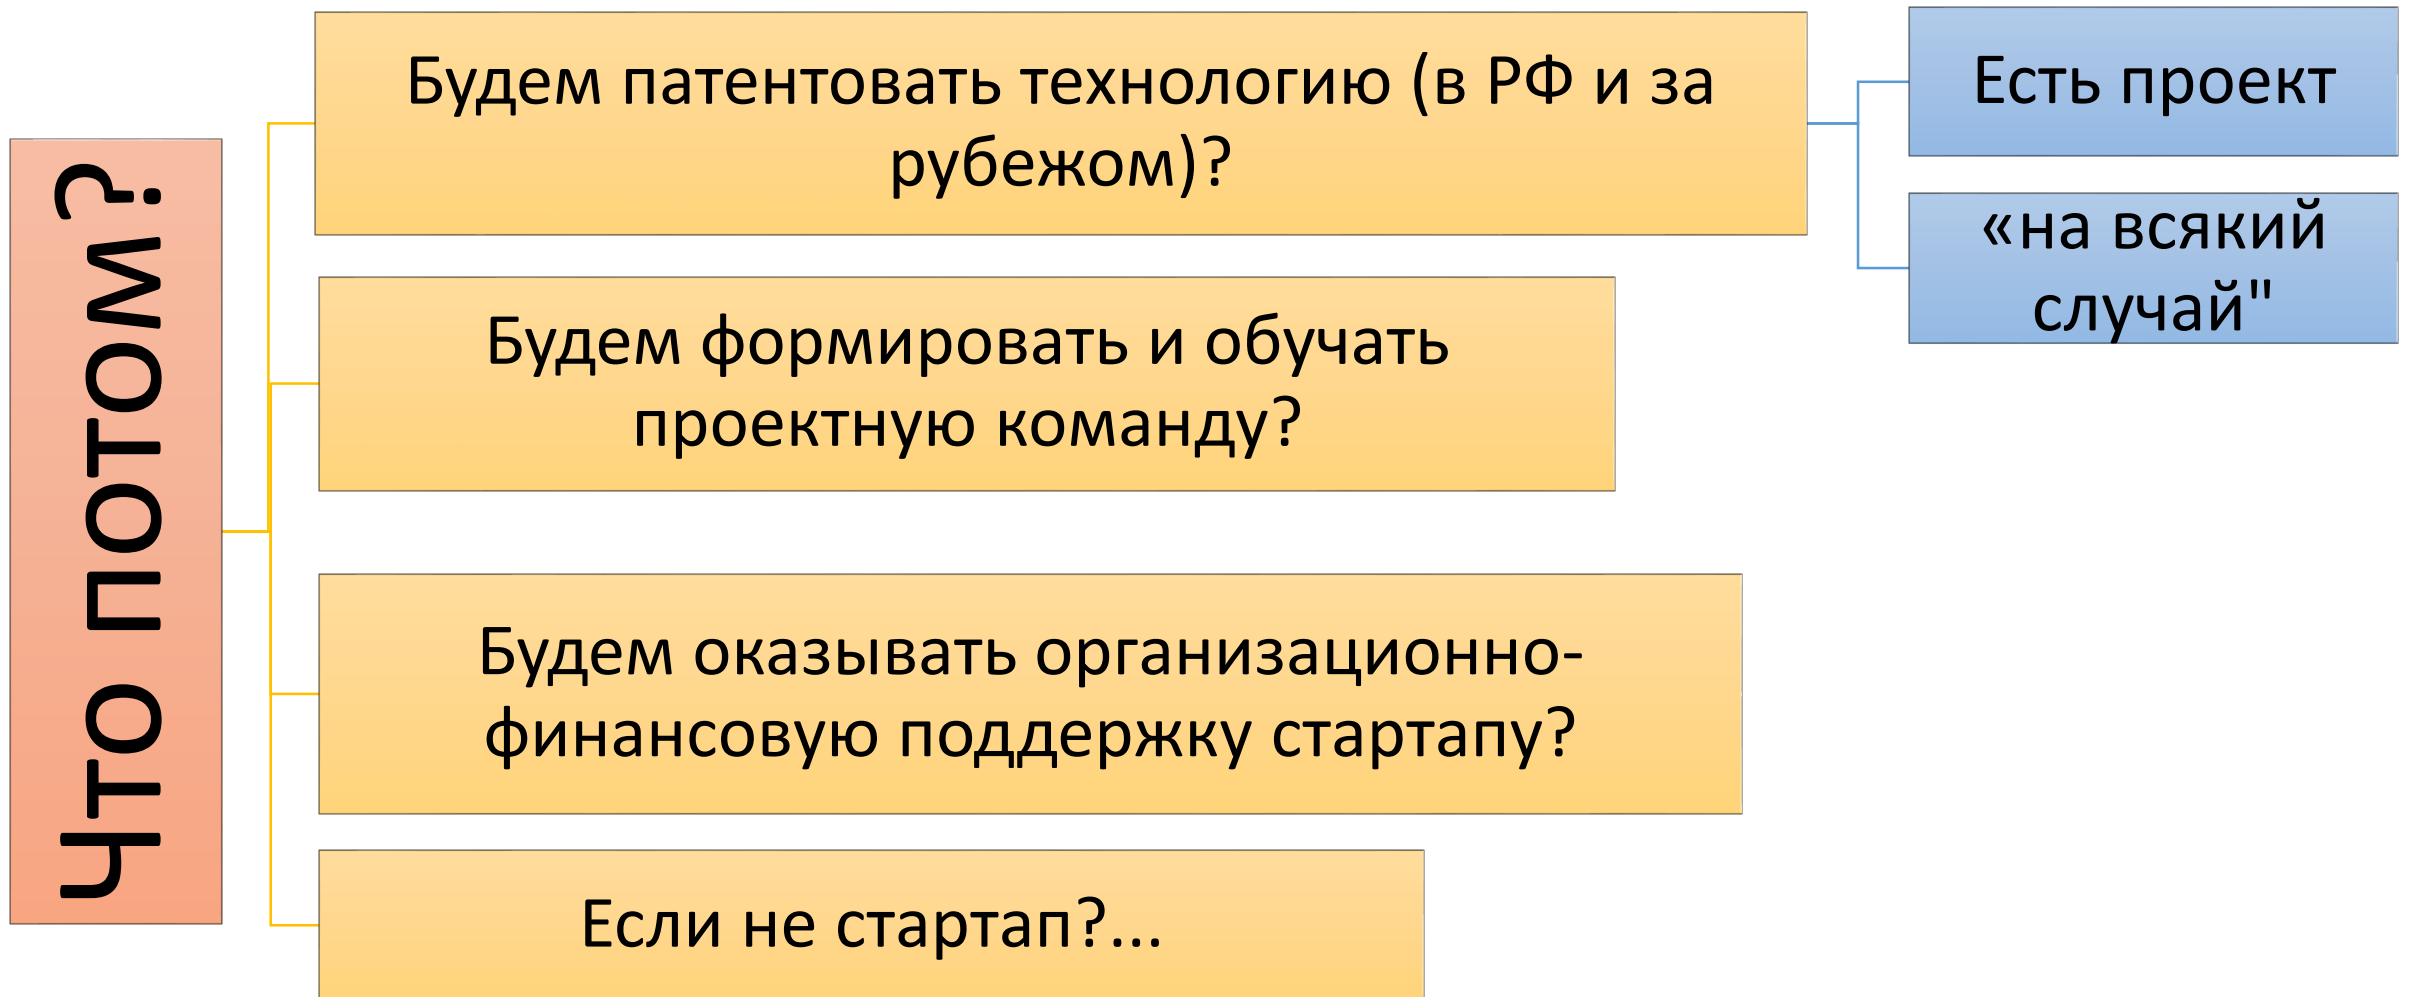 Что потом?
Будем патентовать технологию (в РФ и за
рубежом)?
Есть проект
«на всякий
случай"
Будем формировать и обучать
проектную команду?
Будем оказывать организационно-
финансовую поддержку стартапу?
Если не стартап?...